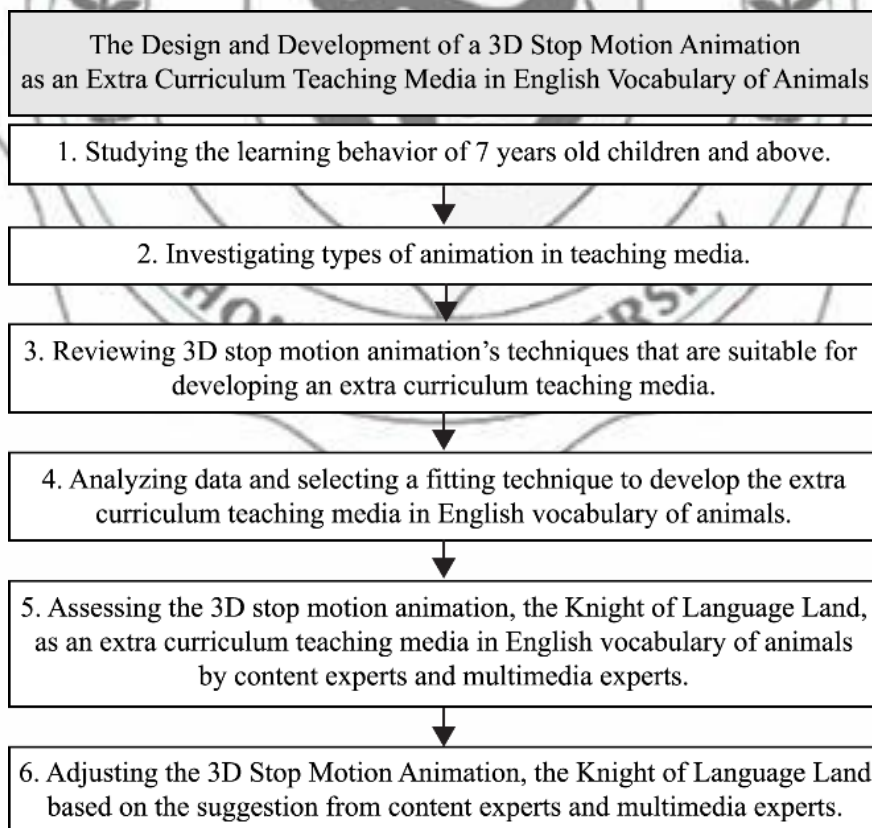 The Design and Development of a 3D Stop Motion Animation
as an Extra Curriculum Teaching Media in English Vocabulary of Animals
1. Studying the learning behavior of 7 years old children and above.
2. Investigating types of animation in teaching media.
3. Reviewing 3D stop motion animation's techniques that are suitable for
developing an extra curriculum teaching media.
4. Analyzing data and selecting a fitting technique to develop the extra
curriculum teaching media in English vocabulary of animals.
5. Assessing the 3D stop motion animation, the Knight of Language Land,
as an extra curriculum teaching media in English vocabulary of animals
by content experts and multimedia experts.
6. Adjusting the 3D Stop Motion Animation, the Knight of Language Land
based on the suggestion from content experts and multimedia experts.